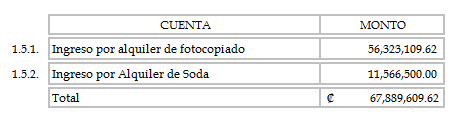 CUENTA MONTO
1.5.1. Ingreso por alquiler de fotocopiado 56,323,109.62
1.5.2. Ingreso por Alquiler de Soda 11,566,500.00
Total ₡ 67,889,609.62